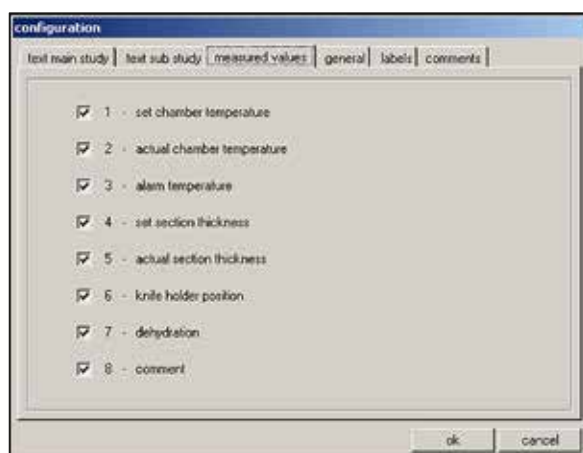 configuration
text main study text sub study measured values general labels comments
1 - set chamber temperature
2 - actual chamber temperature
3 - alarm temperature
4 - set section thickness
5 - actual section thickness
6 - knife holder position
7 - dehydration
8 - comment
ok cancel